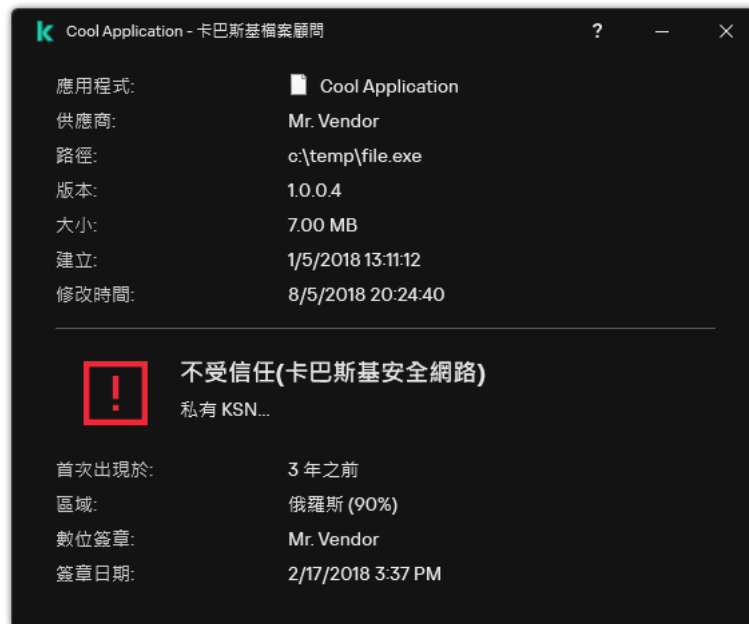 Cool Application - 卡巴斯基檔案顧問 ?
應用程式: Cool Application
供應商: Mr. Vendor
路徑: c:\temp\file.exe
版本: 1.0.0.4
大小: 7.00 MB
建立: 1/5/2018 13:11:12
修改時間: 8/5/2018 20:24:40
不受信任(卡巴斯基安全網路)
私有 KSN...
首次出現於: 3 年之前
區域: 俄羅斯 (90%)
數位簽章: Mr. Vendor
簽章日期: 2/17/2018 3:37 PM